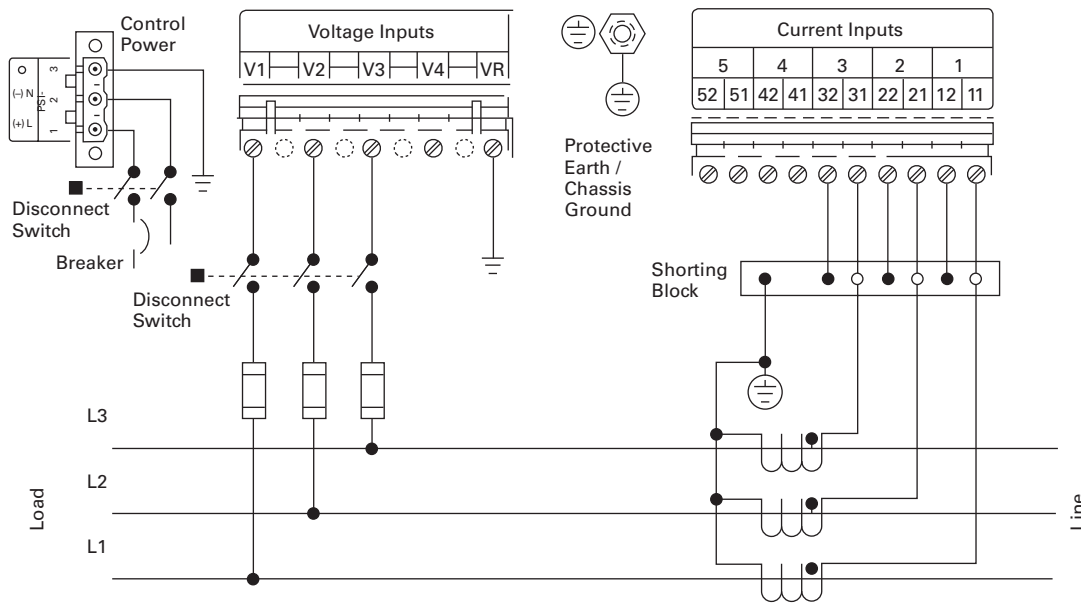 Control
Power
3
(–) N
2
PS1-
(+) L
1
Disconnect
Switch
Breaker
Voltage Inputs
V1 V2 V3 V4 VR
Disconnect
Switch
Protective
Earth /
Chassis
Ground
Current Inputs
5 4 3 2 1
52 51 42 41 32 31 22 21 12 11
Shorting
Block
L3
L2
L1
Load
Line